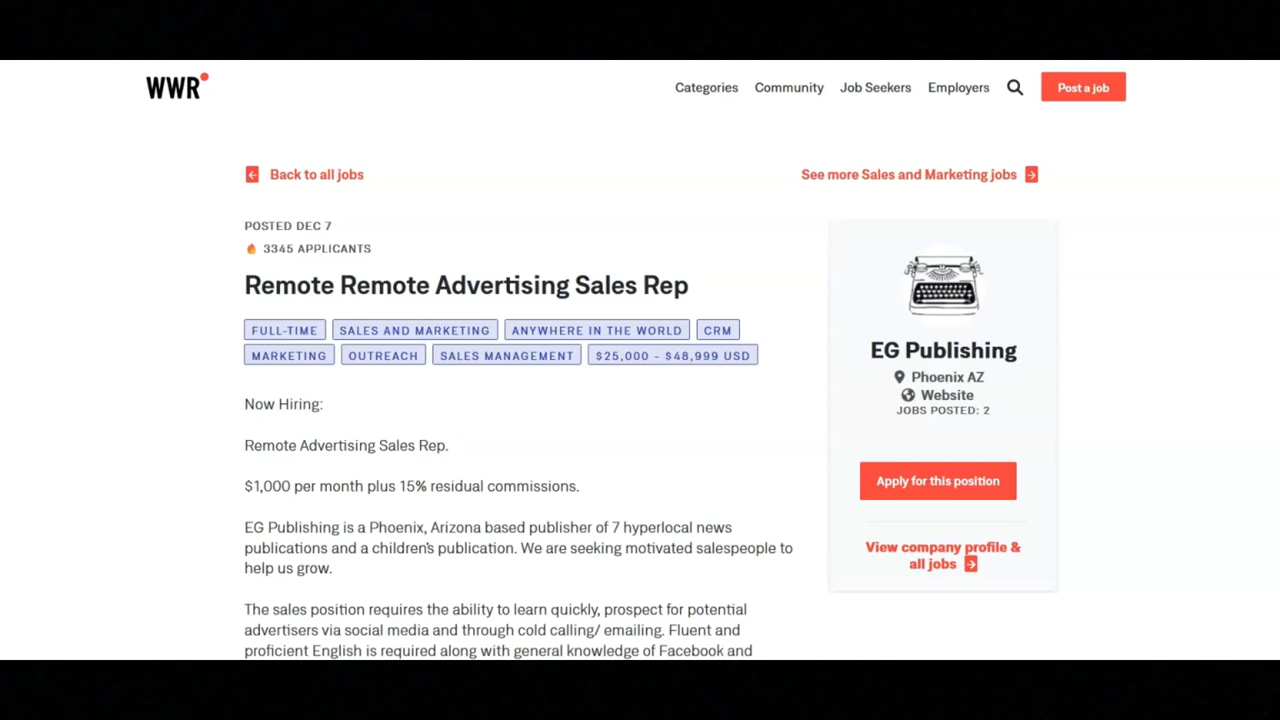 WWR
Categories Community Job Seekers Employers Post a job
Back to all jobs
See more Sales and Marketing jobs
POSTED DEC 7
3345 APPLICANTS
Remote Remote Advertising Sales Rep
FULL-TIME SALES AND MARKETING ANYWHERE IN THE WORLD CRM
MARKETING OUTREACH SALES MANAGEMENT $25,000 - $48,999 USD
Now Hiring:
Remote Advertising Sales Rep.
$1,000 per month plus 15% residual commissions.
EG Publishing is a Phoenix, Arizona based publisher of 7 hyperlocal news
publications and a children's publication. We are seeking motivated salespeople to
help us grow.
The sales position requires the ability to learn quickly, prospect for potential
advertisers via social media and through cold calling/ emailing. Fluent and
proficient English is required along with general knowledge of Facebook and
EG Publishing
Phoenix AZ
Website
JOBS POSTED: 2
Apply for this position
View company profile &
all jobs